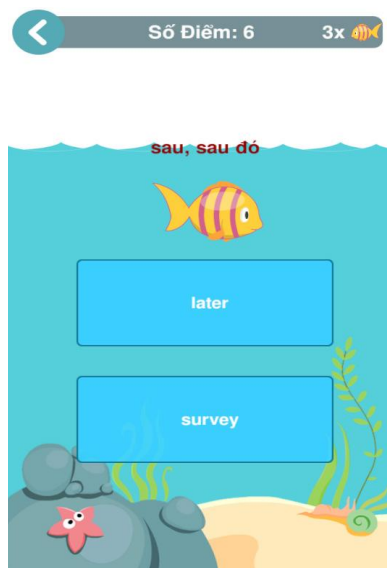 Số Điểm: 6 3x
sau, sau đó
later
survey